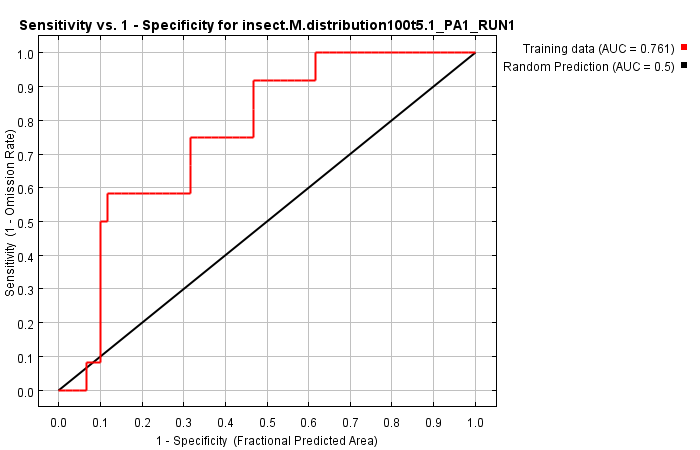 Sensitivity vs. 1 - Specificity for insect.M.distribution100t5.1_PA1_RUN1
Training data (AUC = 0.761)
Random Prediction (AUC = 0.5)
1.0
0.9
0.8
0.7
0.6
0.5
0.4
0.3
0.2
0.1
0.0
Sensitivity (1 - Omission Rate)
0.0 0.1 0.2 0.3 0.4 0.5 0.6 0.7 0.8 0.9 1.0
1 - Specificity (Fractional Predicted Area)